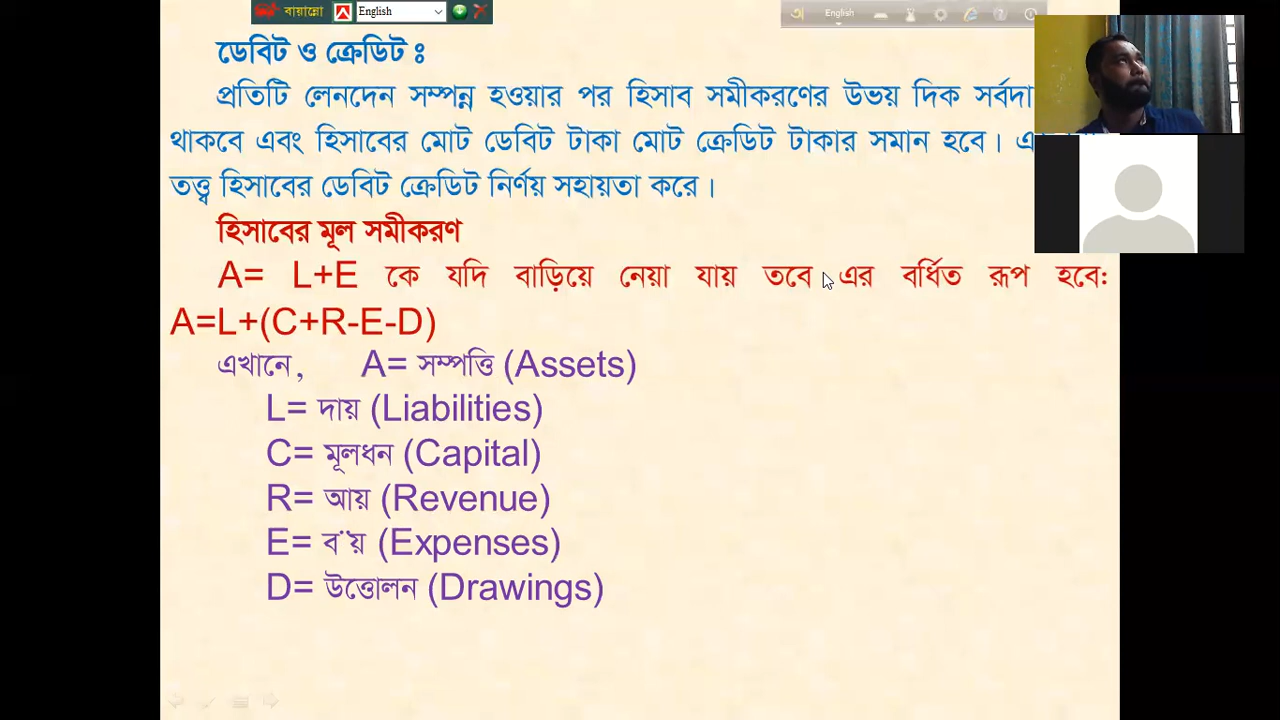 বায়ান্নো English English
ডেবিট ও ক্রেডিট ঃ
প্রতিটি লেনদেন সম্পন্ন হওয়ার পর হিসাব সমীকরণের উভয় দিক সর্বদা
থাকবে এবং হিসাবের মোট ডেবিট টাকা মোট ক্রেডিট টাকার সমান হবে।
তত্ত্ব হিসাবের ডেবিট ক্রেডিট নির্ণয় সহায়তা করে।
হিসাবের মূল সমীকরণ
A= L+E কে যদি বাড়িয়ে নেয়া যায় তবে এর বর্ধিত রূপ হবে:
A=L+(C+R-E-D)
এখানে, A= সম্পত্তি (Assets)
L= দায় (Liabilities)
C= মূলধন (Capital)
R= আয় (Revenue)
E= ব¨য় (Expenses)
D= উত্তোলন (Drawings)